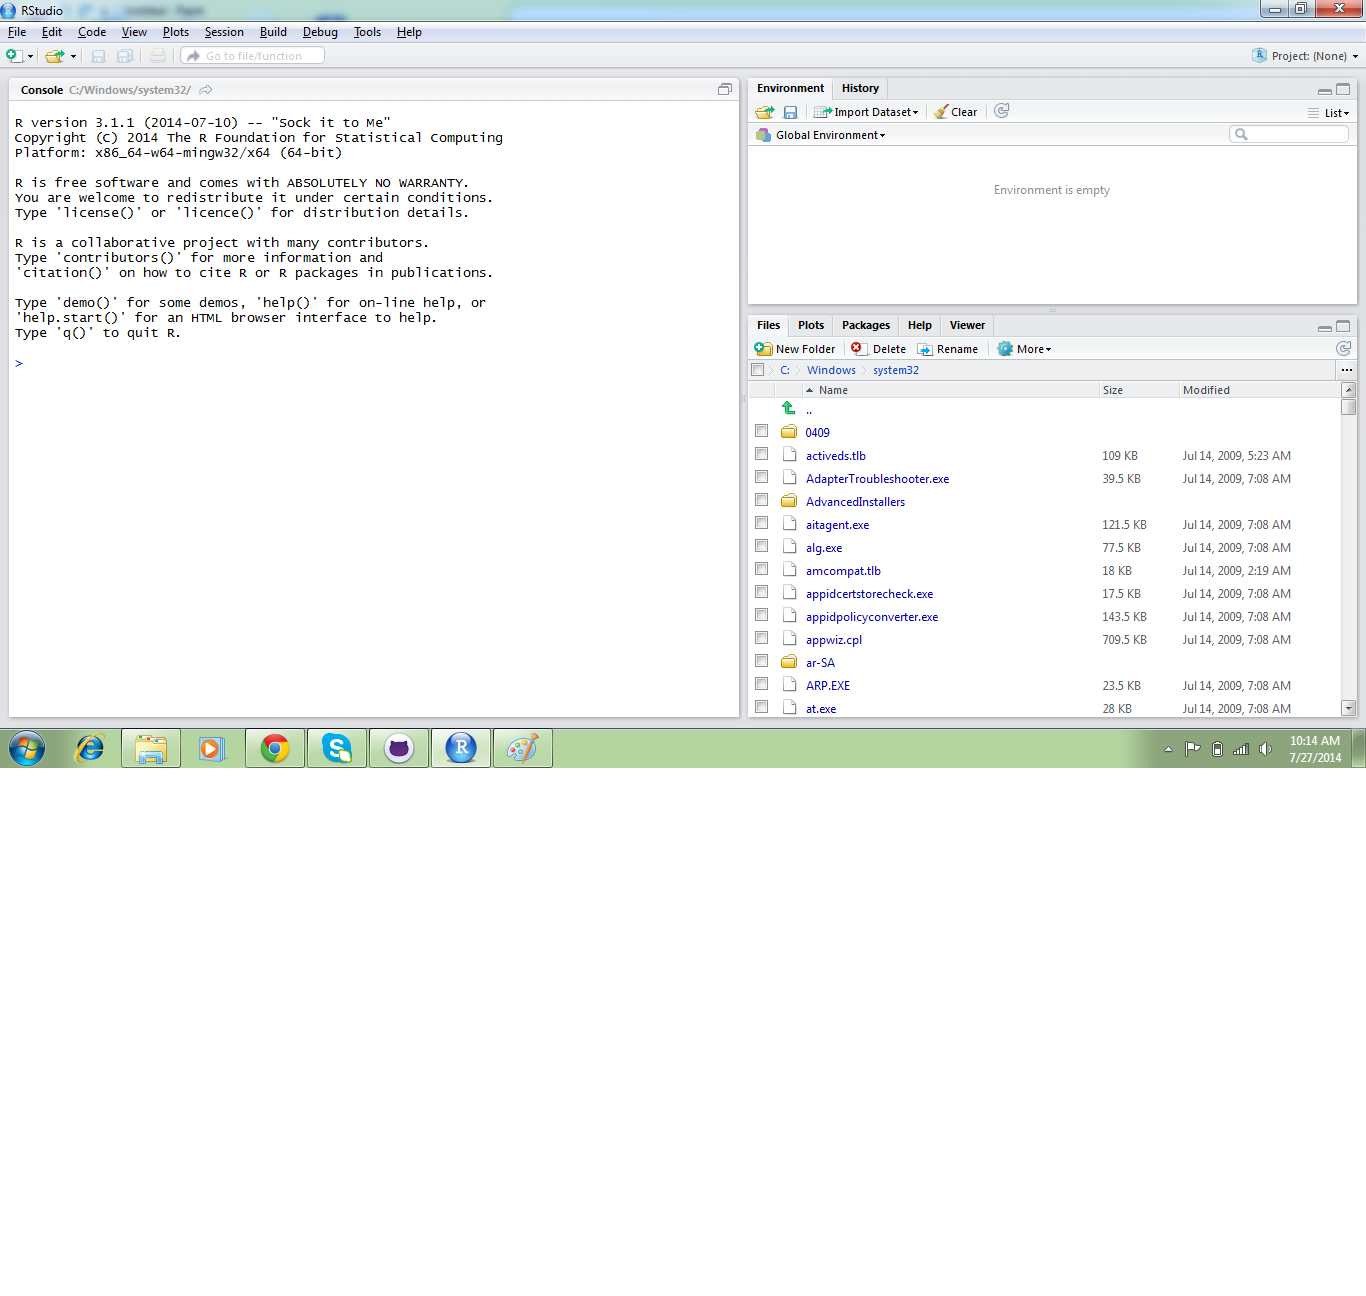 RStudio
File Edit Code View Plots Session Build Debug Tools Help
Go to file/function
Project: (None)
Console C:/Windows/system32/
R version 3.1.1 (2014-07-10) -- "Sock it to Me"
Copyright (C) 2014 The R Foundation for Statistical Computing
Platform: x86_64-w64-mingw32/x64 (64-bit)
R is free software and comes with ABSOLUTELY NO WARRANTY.
You are welcome to redistribute it under certain conditions.
Type 'license()' or 'licence()' for distribution details.
R is a collaborative project with many contributors.
Type 'contributors()' for more information and
'citation()' on how to cite R or R packages in publications.
Type 'demo()' for some demos, 'help()' for on-line help, or
'help.start()' for an HTML browser interface to help.
Type 'q()' to quit R.
>
Environment History
Import Dataset Clear List
Global Environment
Environment is empty
Files Plots Packages Help Viewer
New Folder Delete Rename More
C: Windows system32 ...
Name Size Modified
..
0409
activeds.tlb 109 KB Jul 14, 2009, 5:23 AM
AdapterTroubleshooter.exe 39.5 KB Jul 14, 2009, 7:08 AM
AdvancedInstallers
aitagent.exe 121.5 KB Jul 14, 2009, 7:08 AM
alg.exe 77.5 KB Jul 14, 2009, 7:08 AM
amcompat.tlb 18 KB Jul 14, 2009, 2:19 AM
appidcertstorecheck.exe 17.5 KB Jul 14, 2009, 7:08 AM
appidpolicyconverter.exe 143.5 KB Jul 14, 2009, 7:08 AM
appwiz.cpl 709.5 KB Jul 14, 2009, 7:08 AM
ar-SA
ARP.EXE 23.5 KB Jul 14, 2009, 7:08 AM
at.exe 28 KB Jul 14, 2009, 7:08 AM
10:14 AM
7/27/2014